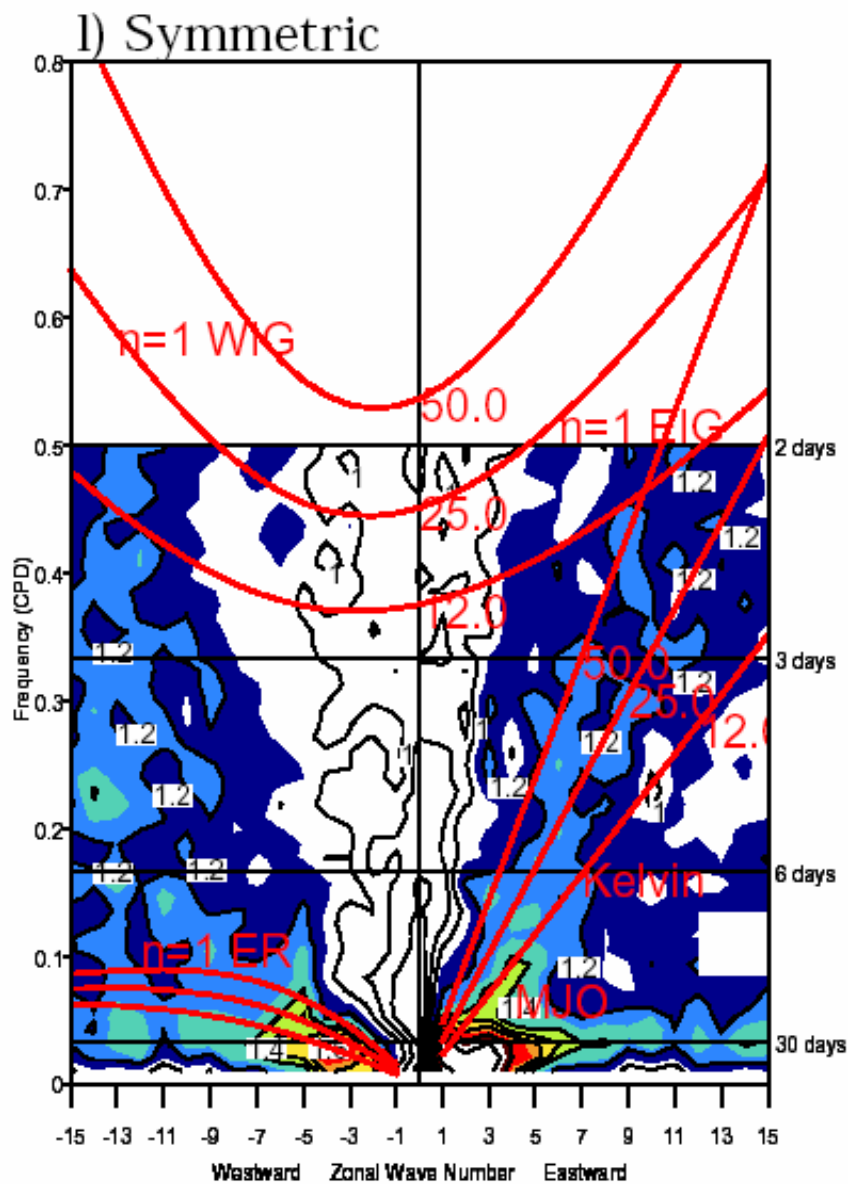 l) Symmetric
0.8
0.7
0.6
n=1 WIG
50.0
n=1 EIG
0.5
2 days
1
1
1.2
25.0
1.2
0.4
1
1.2
12.0
Frequency (CPD)
1.2
50.0
3 days
1.2
25.0
0.3
1.2
1
1.2
12.0
1.2
1.2
1
0.2
1.2
1.2
Kelvin
6 days
n=1 ER
1.2
0.1
1.4
MJO
1.4
30 days
0
-15 -13 -11 -9 -7 -5 -3 -1 1 3 5 7 9 11 13 15
Westward Zonal Wave Number Eastward